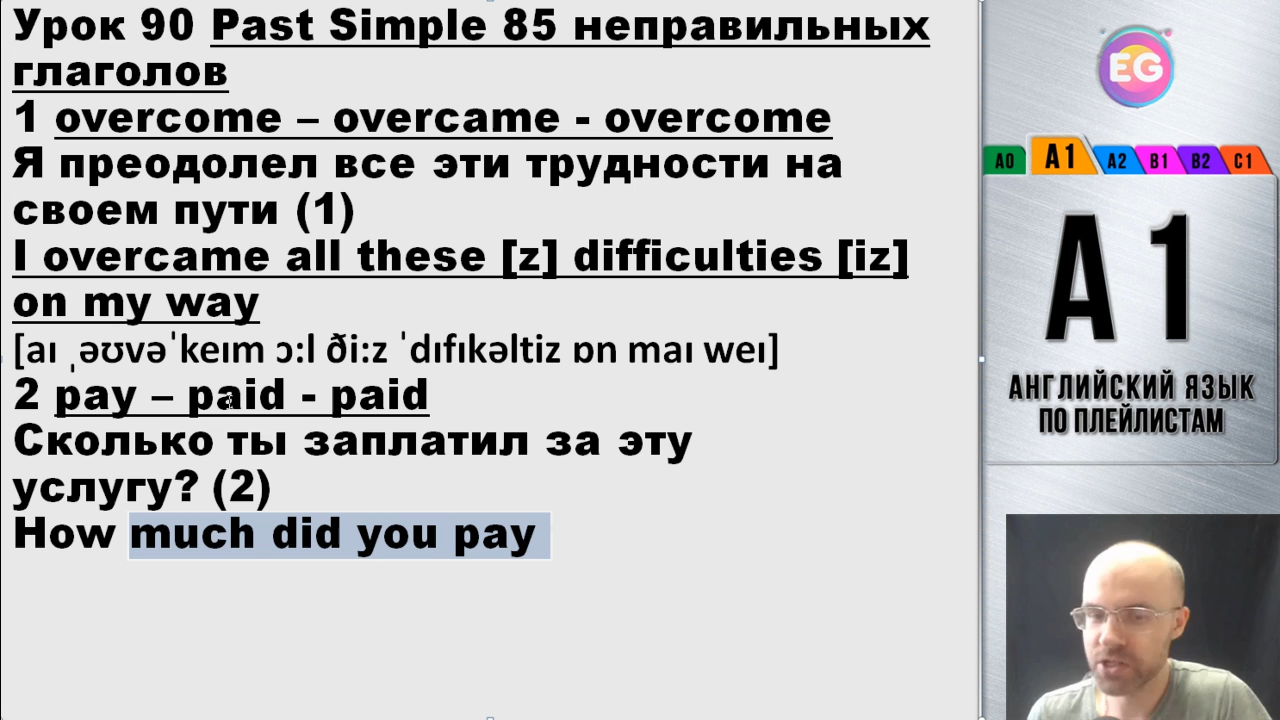 Урок 90 Past Simple 85 неправильных
глаголов
1 overcome – overcame - overcome
Я преодолел все эти трудности на
своем пути (1)
I overcame all these [z] difficulties [iz]
on my way
[aɪ ˌəʊvəˈkeɪm ɔːl ðiːz ˈdɪfɪkəltiz ɒn maɪ weɪ]
2 pay – paid - paid
Сколько ты заплатил за эту
услугу? (2)
How much did you pay
EG
A0 A1 A2 B1 B2 C1
A 1
АНГЛИЙСКИЙ ЯЗЫК
ПО ПЛЕЙЛИСТАМ